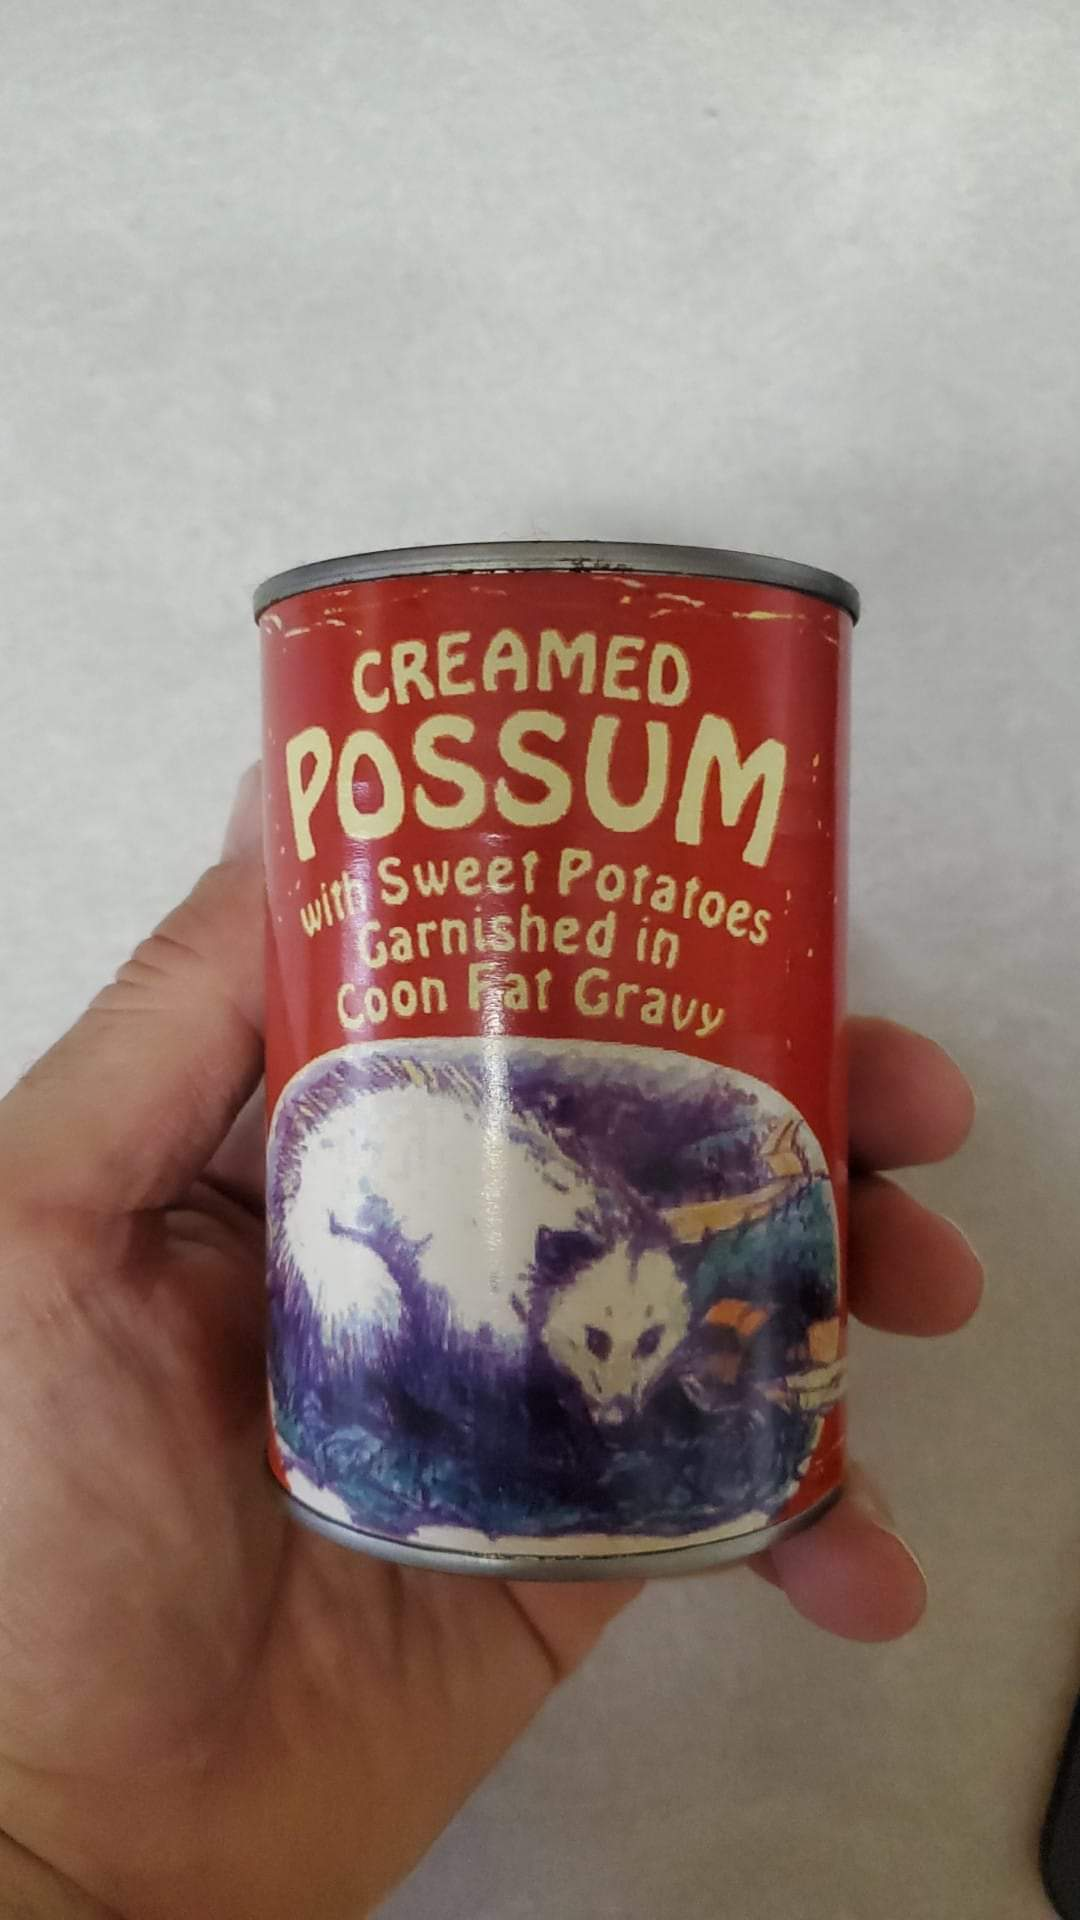 CREAMED
POSSUM
with Sweet Potatoes
Garnished in
Coon Fat Gravy